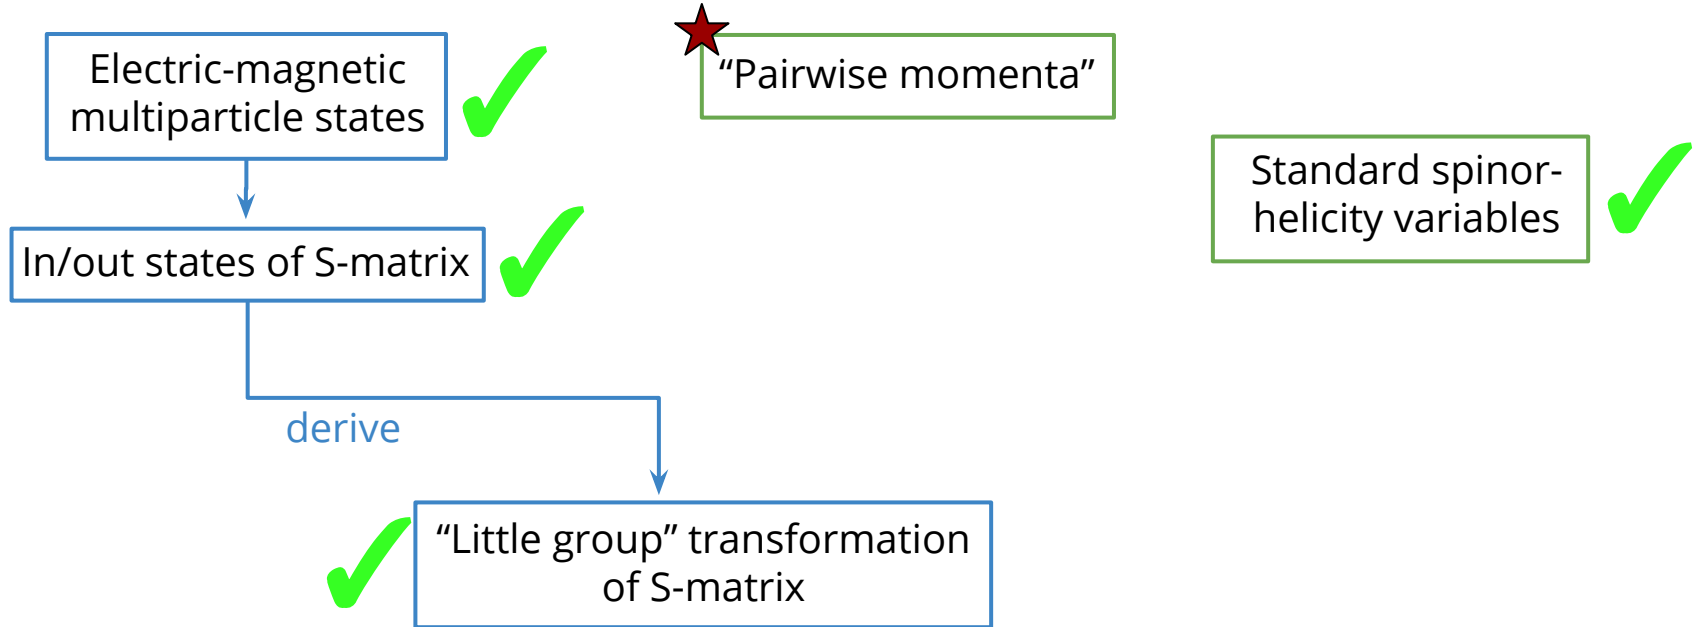 Electric-magnetic
multiparticle states
“Pairwise momenta”
Standard spinor-
helicity variables
In/out states of S-matrix
derive
“Little group” transformation
of S-matrix